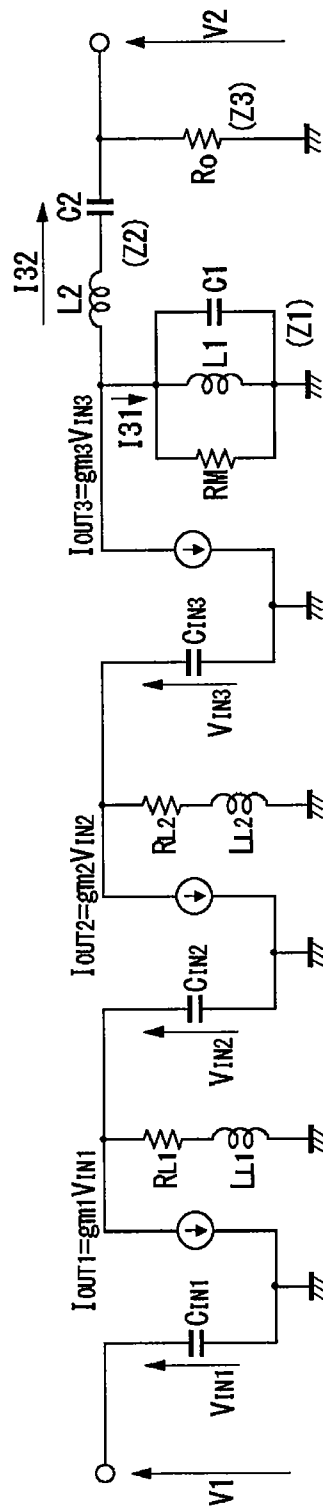 V1
VIN1
CIN1
IOUT1=gm1VIN1
RL1
LL1
VIN2
CIN2
IOUT2=gm2VIN2
RL2
LL2
VIN3
CIN3
IOUT3=gm3VIN3
I31
RM
L1
C1
(Z1)
I32
L2
C2
(Z2)
Ro
(Z3)
V2